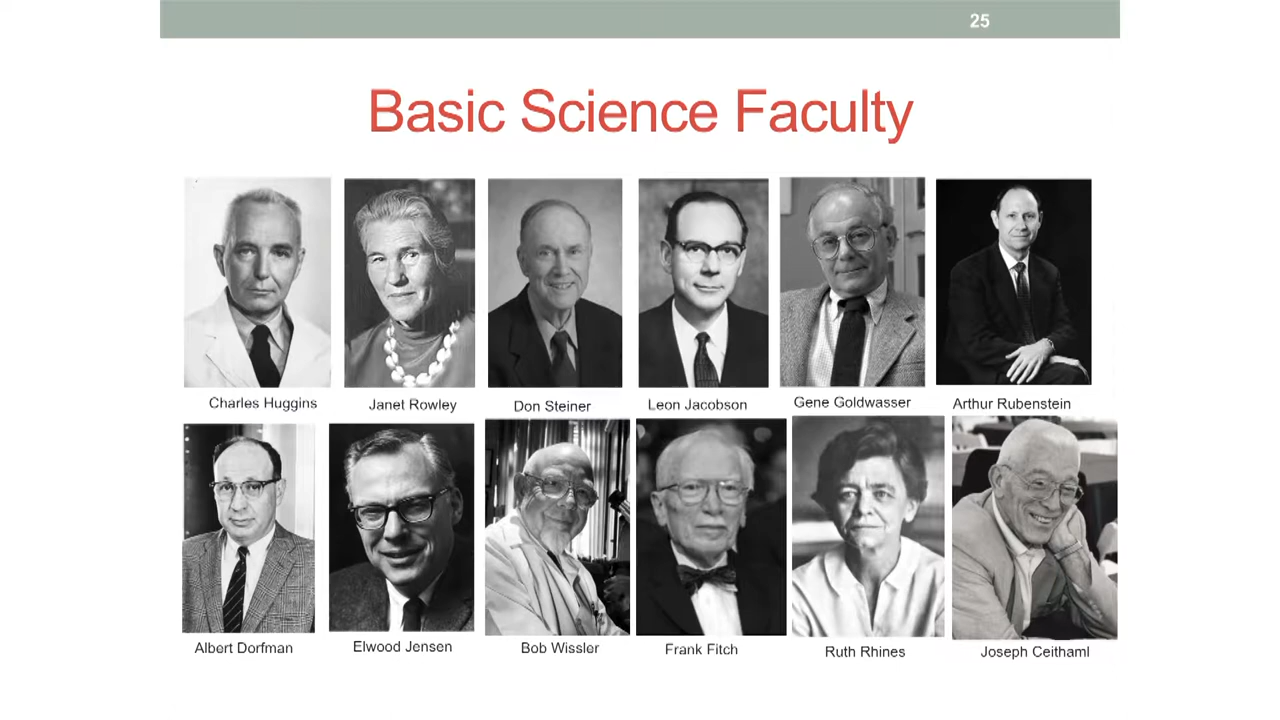 25
Basic Science Faculty
Charles Huggins
Janet Rowley
Don Steiner
Leon Jacobson
Gene Goldwasser
Arthur Rubenstein
Albert Dorfman
Elwood Jensen
Bob Wissler
Frank Fitch
Ruth Rhines
Joseph Ceithaml